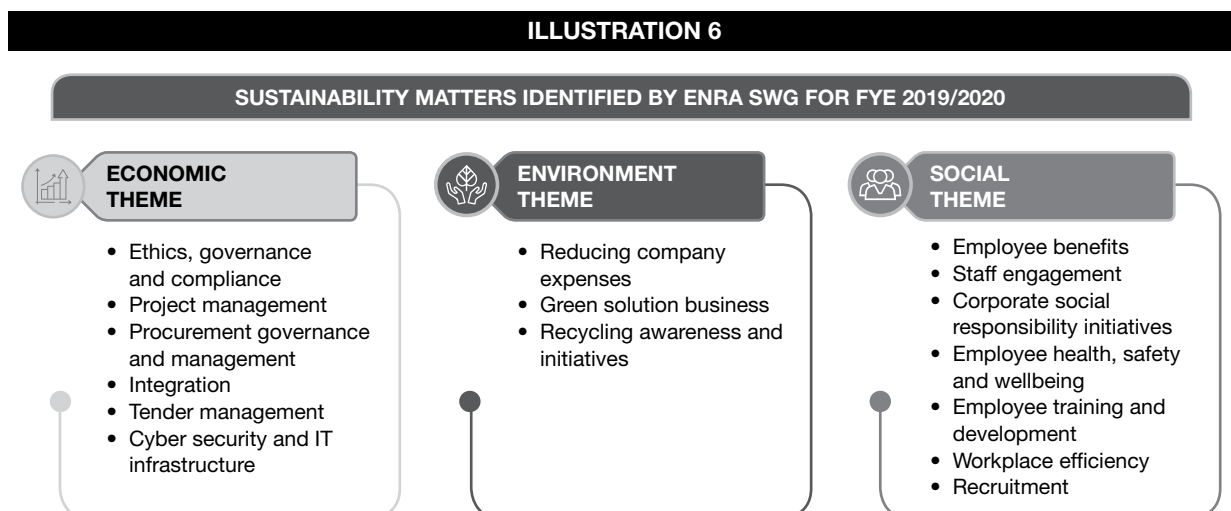 ILLUSTRATION 6
SUSTAINABILITY MATTERS IDENTIFIED BY ENRA SWG FOR FYE 2019/2020
ECONOMIC
THEME
• Ethics, governance
and compliance
• Project management
• Procurement governance
and management
• Integration
• Tender management
• Cyber security and IT
infrastructure
ENVIRONMENT
THEME
• Reducing company
expenses
• Green solution business
• Recycling awareness and
initiatives
SOCIAL
THEME
• Employee benefits
• Staff engagement
• Corporate social
responsibility initiatives
• Employee health, safety
and wellbeing
• Employee training and
development
• Workplace efficiency
• Recruitment